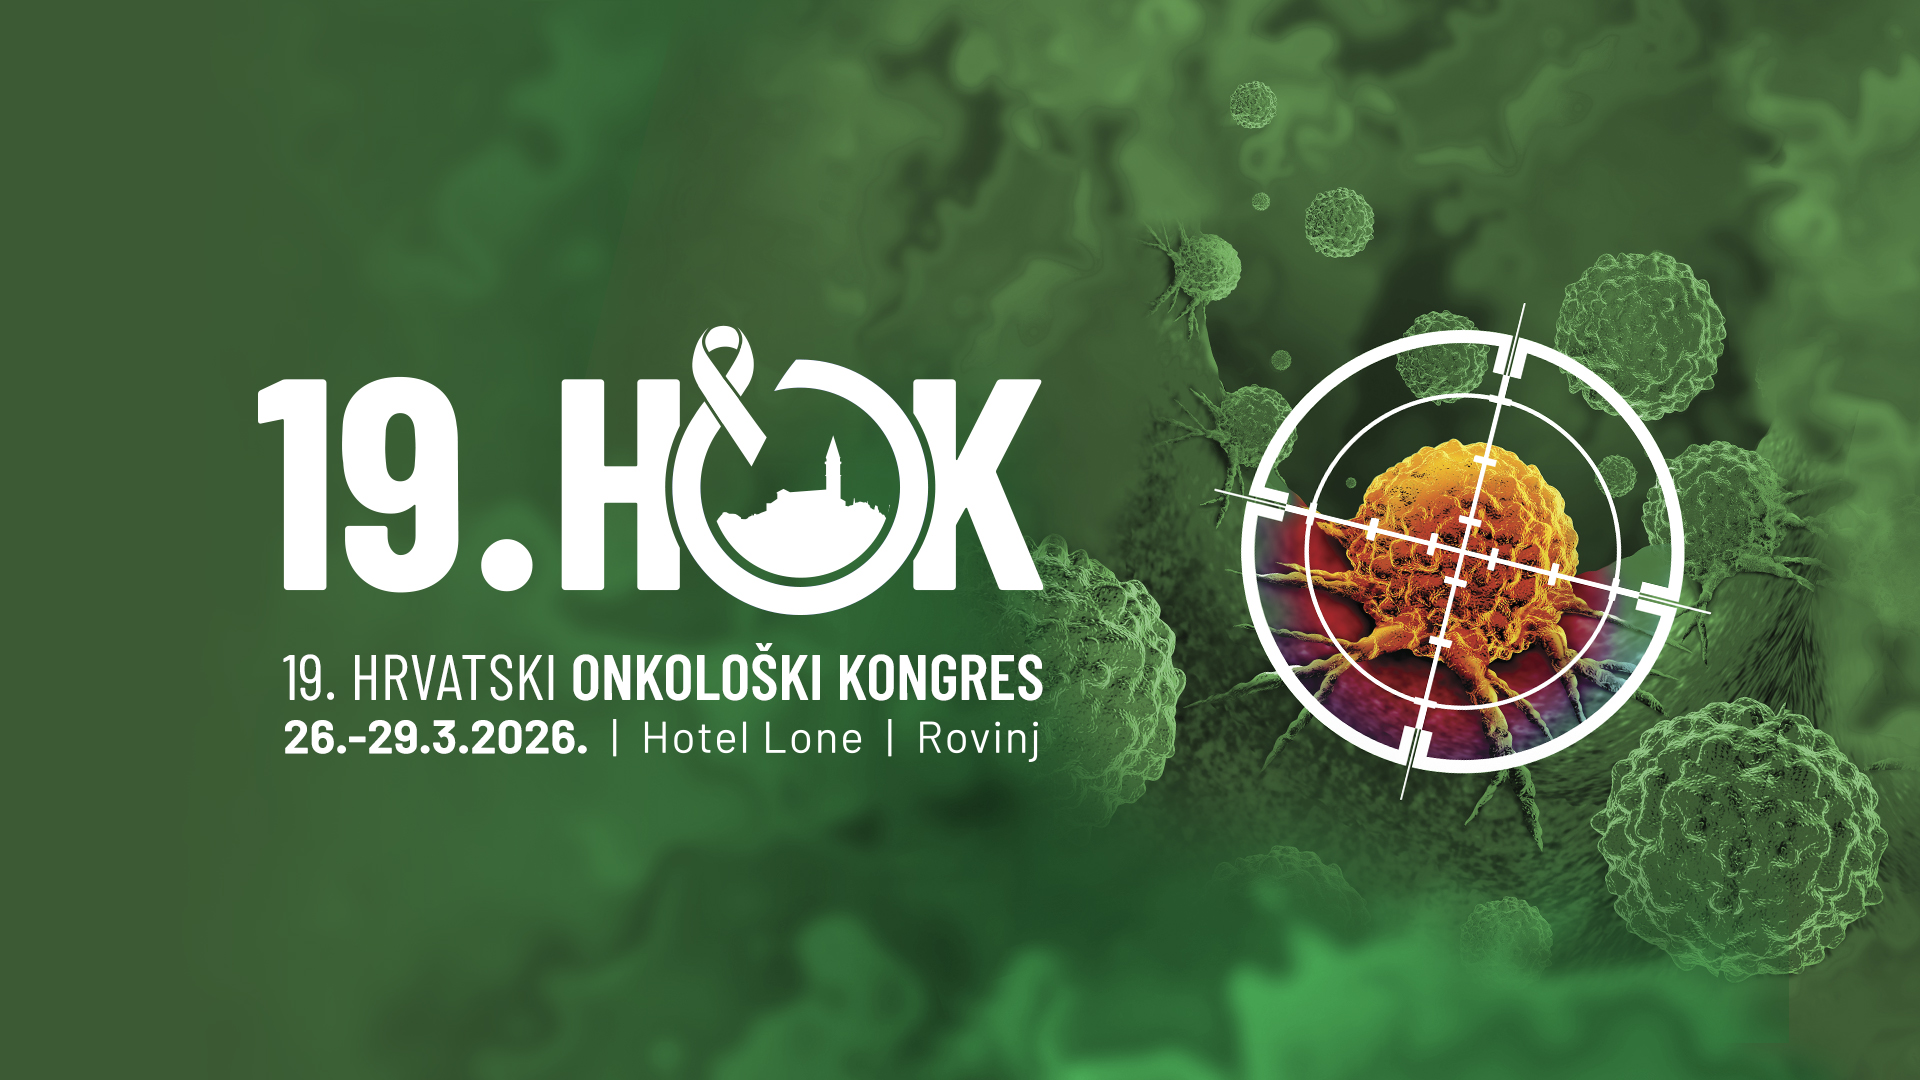 19. HOK
19. HRVATSKI ONKOLOŠKI KONGRES
26.-29.3.2026. | Hotel Lone | Rovinj